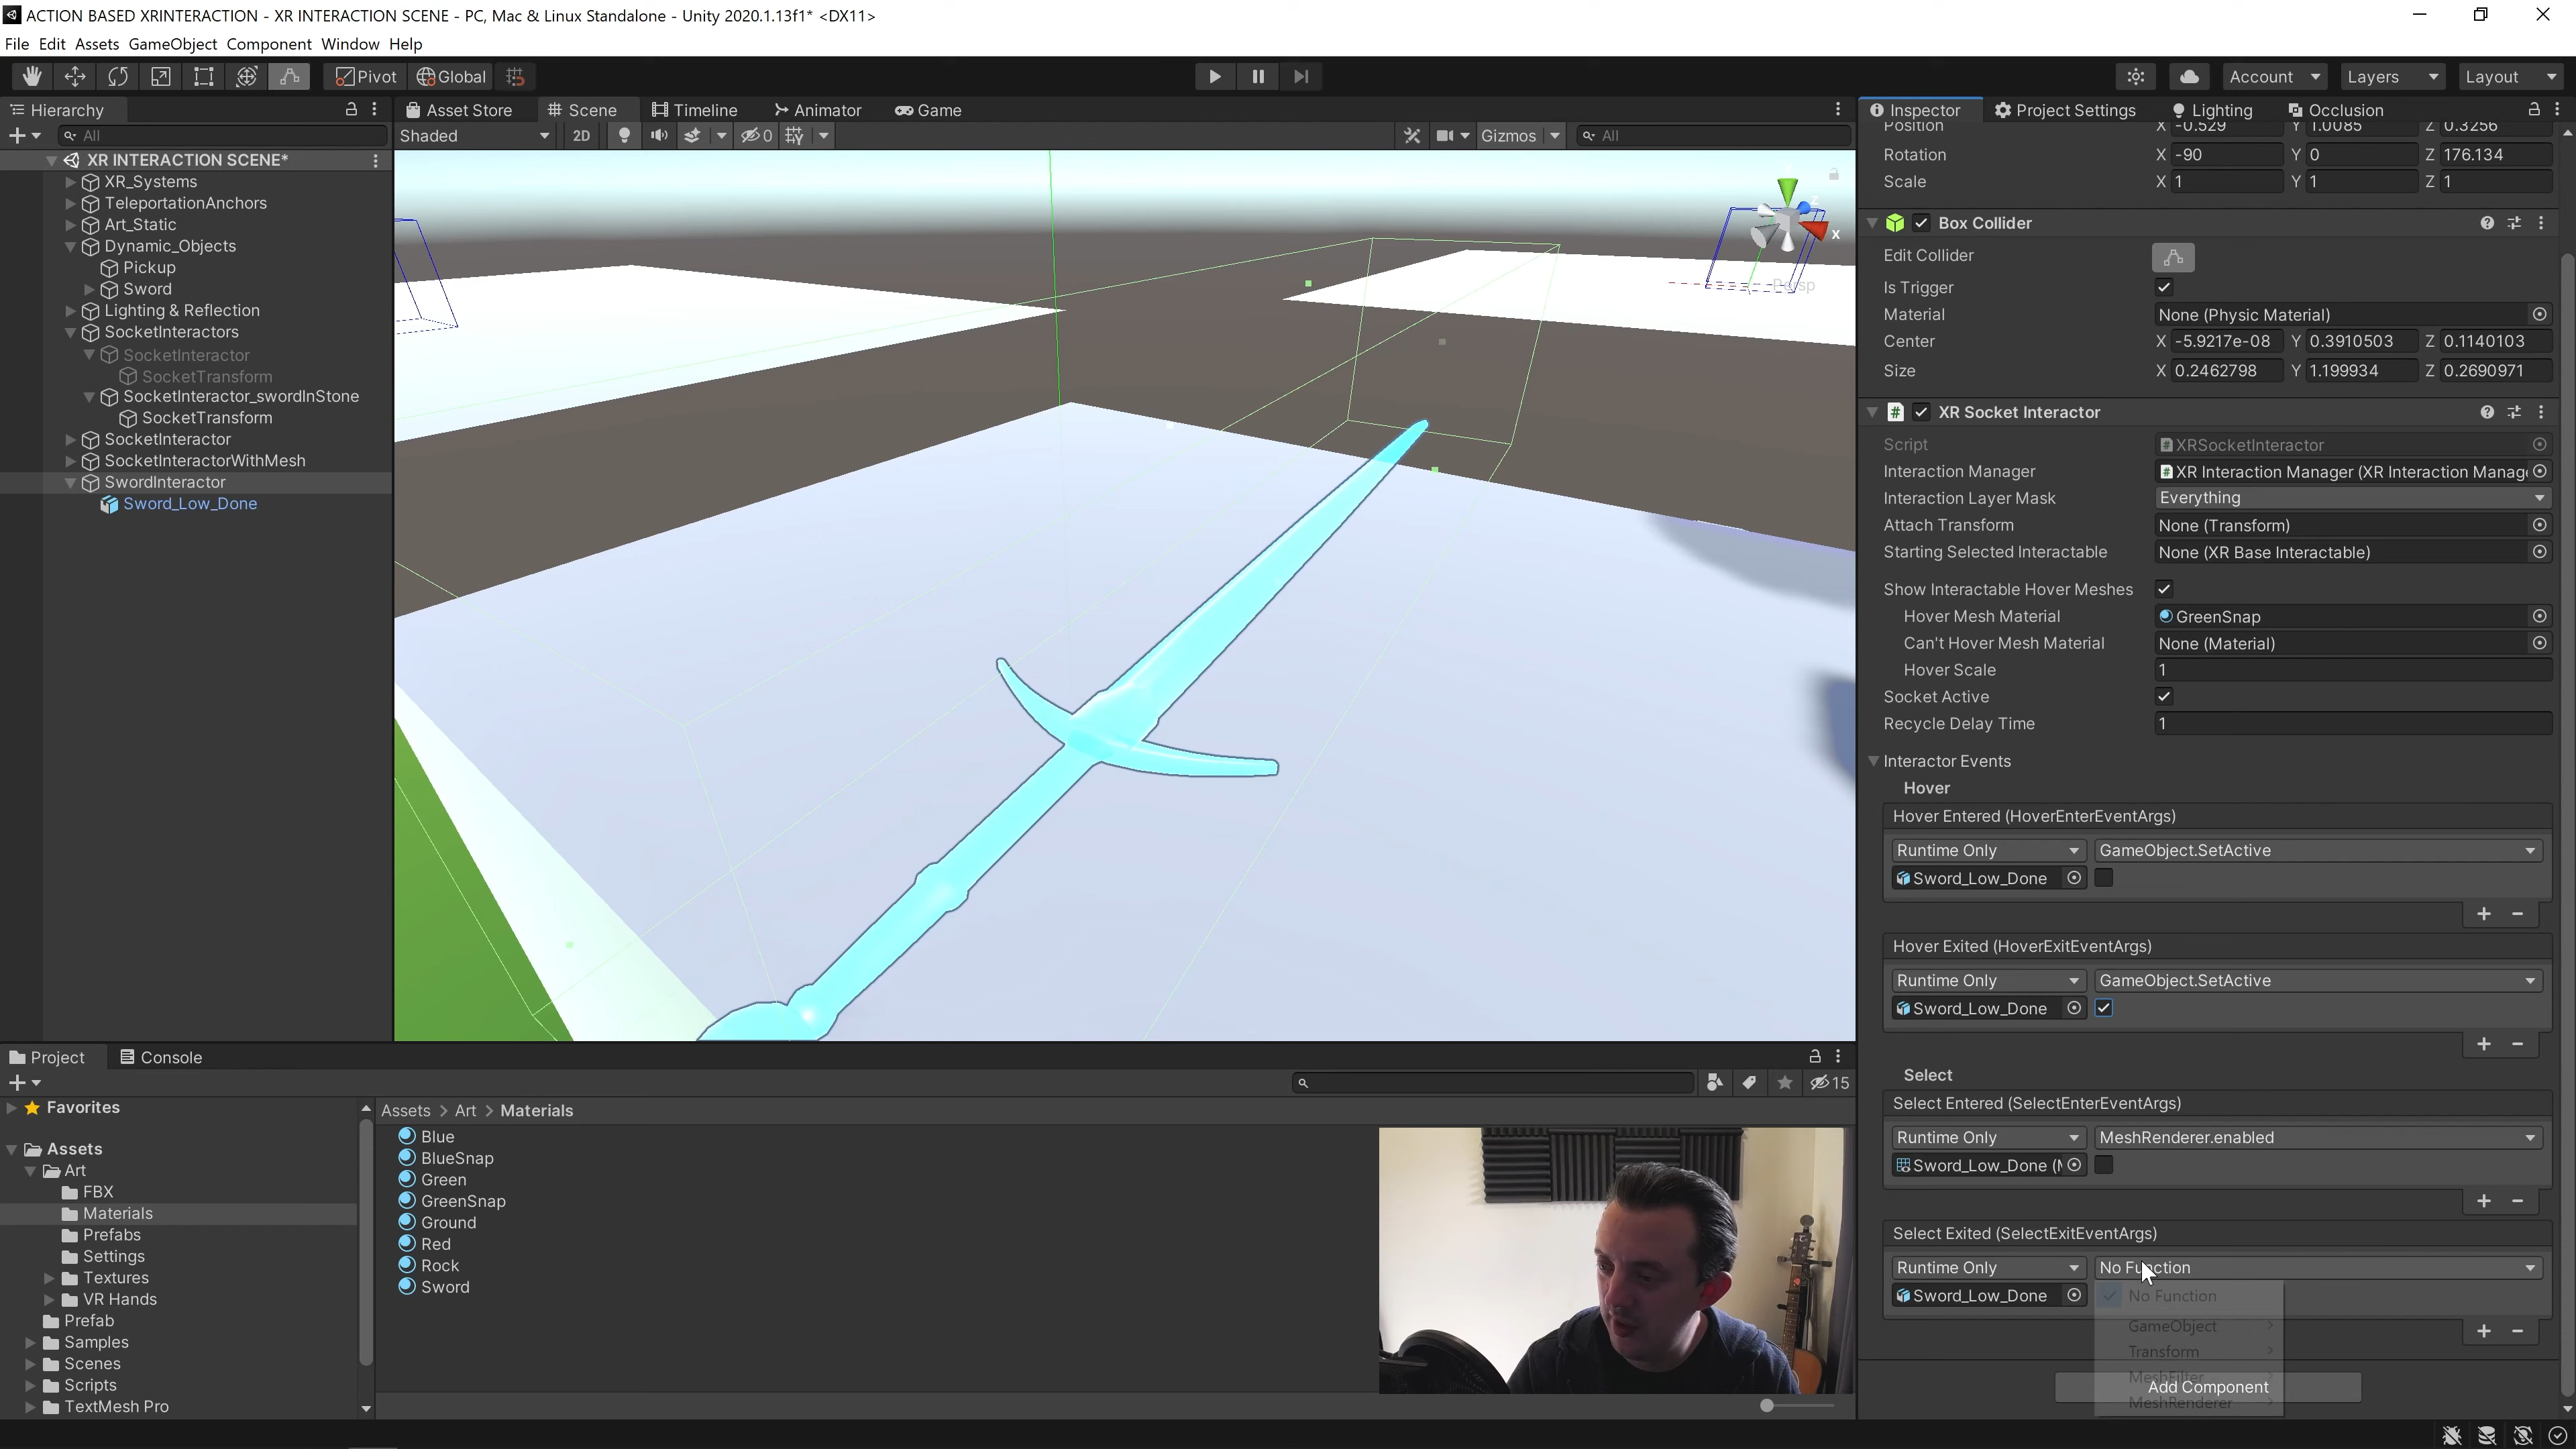 ACTION BASED XRINTERACTION - XR INTERACTION SCENE - PC, Mac & Linux Standalone - Unity 2020.1.13f1* <DX11>
File Edit Assets GameObject Component Window Help
Pivot Global Account Layers Layout
Hierarchy
All
XR INTERACTION SCENE*
XR_Systems
TeleportationAnchors
Art_Static
Dynamic_Objects
Pickup
Sword
Lighting & Reflection
SocketInteractors
SocketInteractor
SocketTransform
SocketInteractor_swordInStone
SocketTransform
SocketInteractor
SocketInteractorWithMesh
SwordInteractor
Sword_Low_Done
Asset Store Scene Timeline Animator Game
Shaded 2D 0 Gizmos All
z
x
Persp
Inspector Project Settings Lighting Occlusion
Position X -0.529 Y 1.0085 Z 0.3256
Rotation X -90 Y 0 Z 176.134
Scale X 1 Y 1 Z 1
Box Collider
Edit Collider
Is Trigger
Material None (Physic Material)
Center X -5.9217e-08 Y 0.3910503 Z 0.1140103
Size X 0.2462798 Y 1.199934 Z 0.2690971
# XR Socket Interactor
Script # XRSocketInteractor
Interaction Manager # XR Interaction Manager (XR Interaction Manag
Interaction Layer Mask Everything
Attach Transform None (Transform)
Starting Selected Interactable None (XR Base Interactable)
Show Interactable Hover Meshes
Hover Mesh Material GreenSnap
Can't Hover Mesh Material None (Material)
Hover Scale 1
Socket Active
Recycle Delay Time 1
Interactor Events
Hover
Hover Entered (HoverEnterEventArgs)
Runtime Only GameObject.SetActive
Sword_Low_Done
+ −
Hover Exited (HoverExitEventArgs)
Runtime Only GameObject.SetActive
Sword_Low_Done
+ −
Select
Select Entered (SelectEnterEventArgs)
Runtime Only MeshRenderer.enabled
Sword_Low_Done (
+ −
Select Exited (SelectExitEventArgs)
Runtime Only No Function
Sword_Low_Done No Function
GameObject
Transform
MeshFilter
MeshRenderer
+ −
Add Component
Project Console
15
Favorites
Assets
Art
FBX
Materials
Prefabs
Settings
Textures
VR Hands
Prefab
Samples
Scenes
Scripts
TextMesh Pro
Assets > Art > Materials
Blue
BlueSnap
Green
GreenSnap
Ground
Red
Rock
Sword